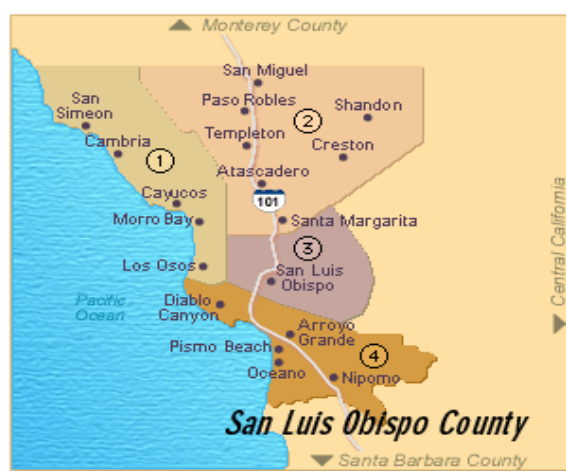 Monterey County
San Miguel
San
Simeon
Paso Robles
Shandon
2
Cambria
Templeton
1
Creston
Atascadero
Cayucos
101
Morro Bay
Santa Margarita
3
Los Osos
San Luis
Obispo
Central California
Pacific
Ocean
Diablo
Canyon
Arroyo
Grande
Pismo Beach
4
Oceano
Nipomo
San Luis Obispo County
Santa Barbara County